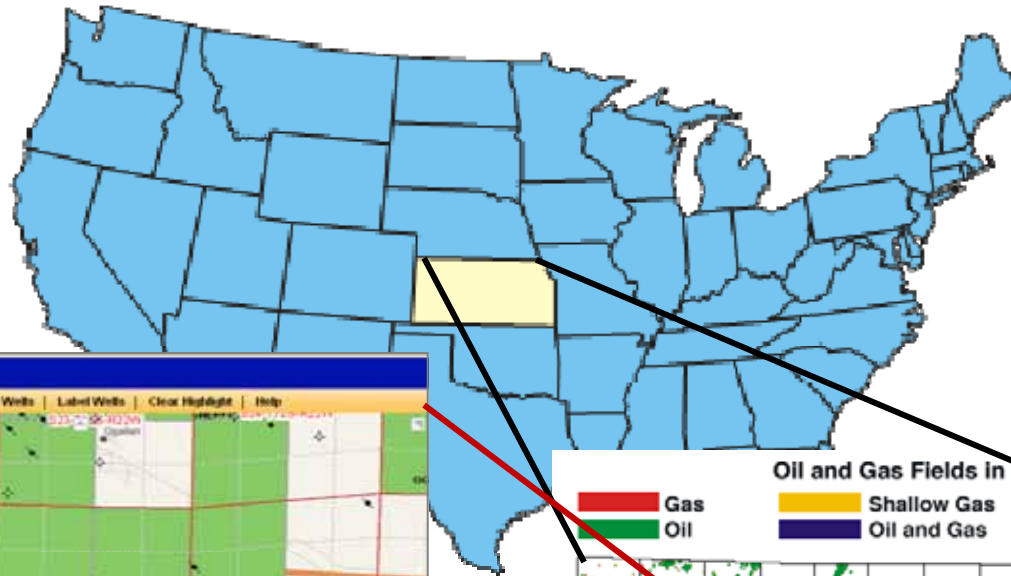 Wells | Label Wells | Clear Highlight | Help
Oil and Gas Fields in
Gas
Shallow Gas
Oil
Oil and Gas